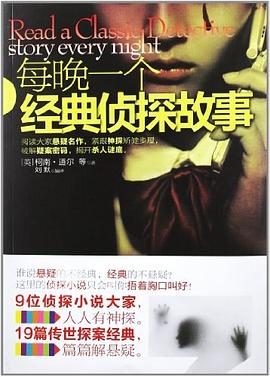 Read a Classic Detective
story every night
每晚一个
经典侦探故事
阅读大家悬疑名作，紧跟神探矫健步履，
破解疑案密码，揭开杀人谜底。
[英]柯南·道尔 等 著
刘默 编译
谁说悬疑的不经典，经典的不悬疑？
这里的侦探小说只会叫你捂着胸口叫好！
9位侦探小说大家，
人人有神探。
19篇传世探案经典，
篇篇解悬疑。